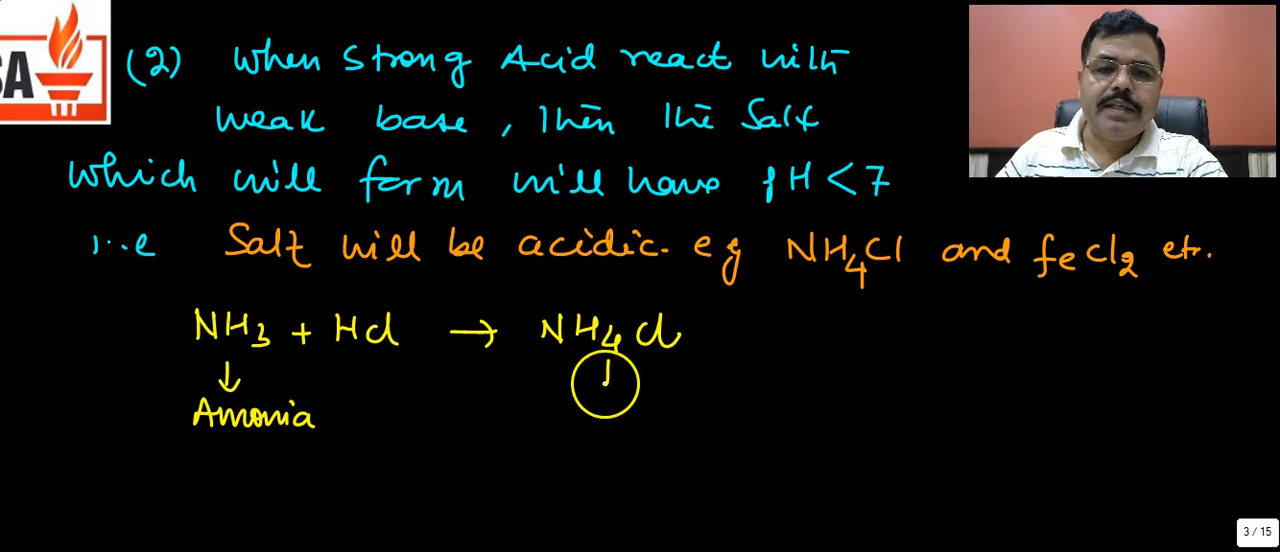 SA
(2) When Strong Acid react with
weak base, then the Salt
which will form will have pH < 7
i.e Salt will be acidic. eg NH4Cl and FeCl2 etc.
NH3 + HCl → NH4Cl
↓
Amonia
3 / 15